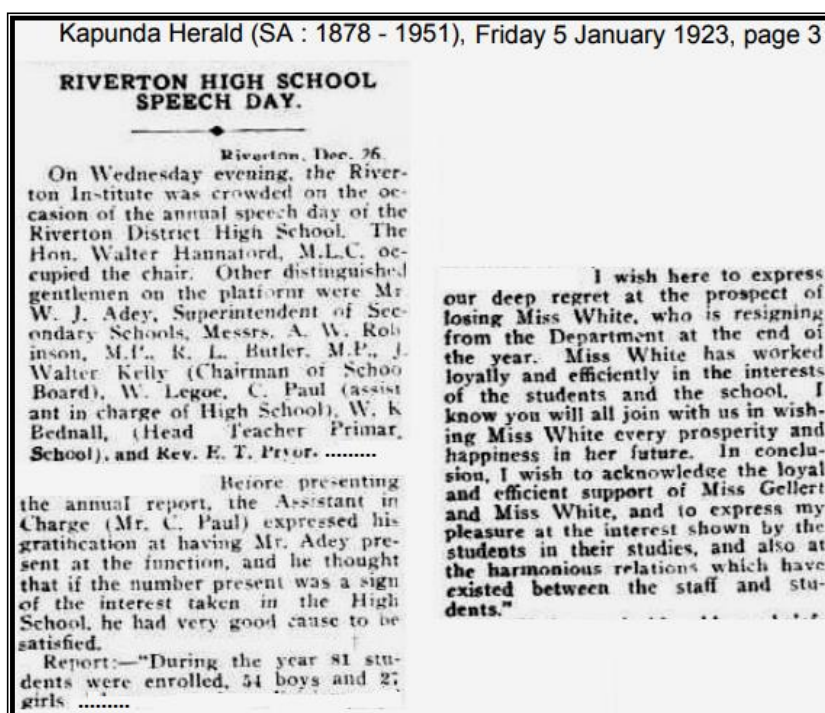 Kapunda Herald (SA : 1878 - 1951), Friday 5 January 1923, page 3
RIVERTON HIGH SCHOOL
SPEECH DAY.
Riverton, Dec. 26.
On Wednesday evening, the River-
ton Institute was crowded on the oc-
casion of the annual speech day of the
Riverton District High School. The
Hon. Walter Hannaford, M.L.C. oc-
cupied the chair. Other distinguished
gentlemen on the platform were Mr
W. J. Adey, Superintendent of Sec-
ondary Schools, Messrs. A. W. Rob
inson, M.P., R. L. Butler, M.P., J.
Walter Kelly (Chairman of Schoo
Board), W. Legoe, C. Paul (assist
ant in charge of High School), W. K
Bednall, (Head Teacher Primar
School), and Rev. E. T. Pryor. .........
Before presenting
the annual report, the Assistant in
Charge (Mr. C. Paul) expressed his
gratification at having Mr. Adey pre-
sent at the function, and he thought
that if the number present was a sign
of the interest taken in the High
School, he had very good cause to be
satisfied.
Report:—"During the year 81 stu-
dents were enrolled, 54 boys and 27
girls .........
I wish here to express
our deep regret at the prospect of
losing Miss White, who is resigning
from the Department at the end of
the year. Miss White has worked
loyally and efficiently in the interests
of the students and the school. I
know you will all join with us in wish-
ing Miss White every prosperity and
happiness in her future. In conclu-
sion, I wish to acknowledge the loyal
and efficient support of Miss Gellert
and Miss White, and to express my
pleasure at the interest shown by the
students in their studies, and also at
the harmonious relations which have
existed between the staff and stu-
dents."